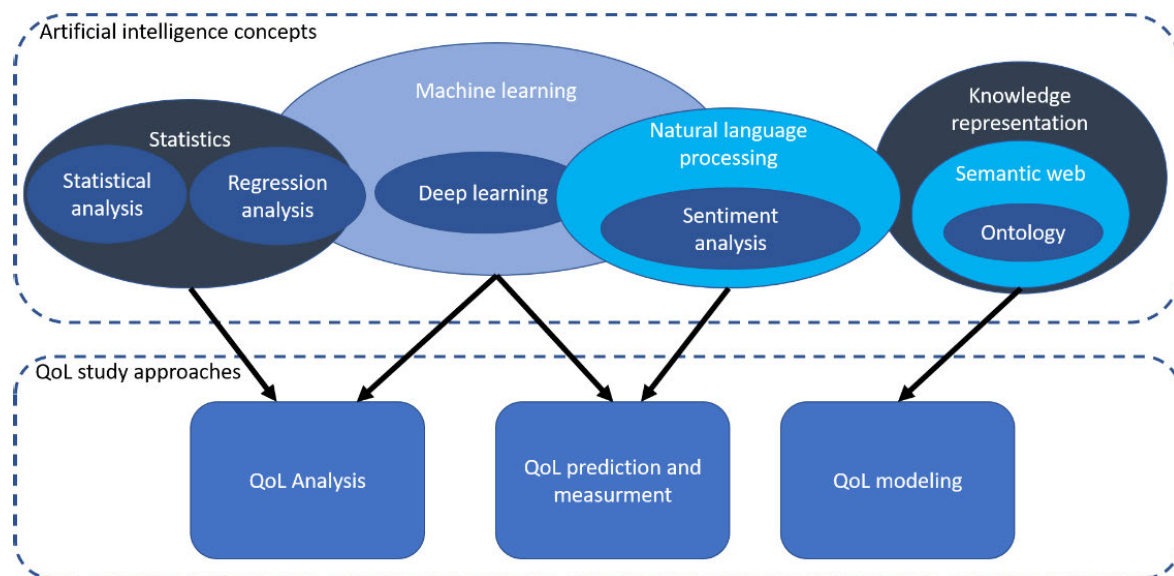 Artificial intelligence concepts
Machine learning
Statistics
Statistical
analysis
Regression
analysis
Deep learning
Natural language
processing
Sentiment
analysis
Knowledge
representation
Semantic web
Ontology
QoL study approaches
QoL Analysis
QoL prediction and
measurment
QoL modeling